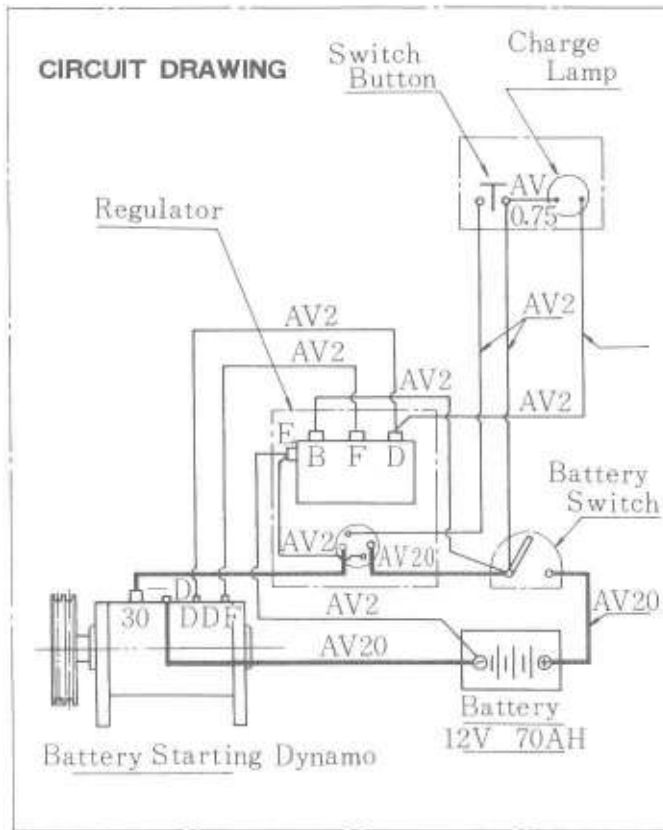 CIRCUIT DRAWING
Switch
Button
Charge
Lamp
AV
0.75
Regulator
AV2
AV2
AV2
AV2
AV2
E
B F D
Battery
Switch
AV2
AV20
AV20
-D
30 DD F
AV2
AV20
Battery
12V 70AH
Battery Starting Dynamo